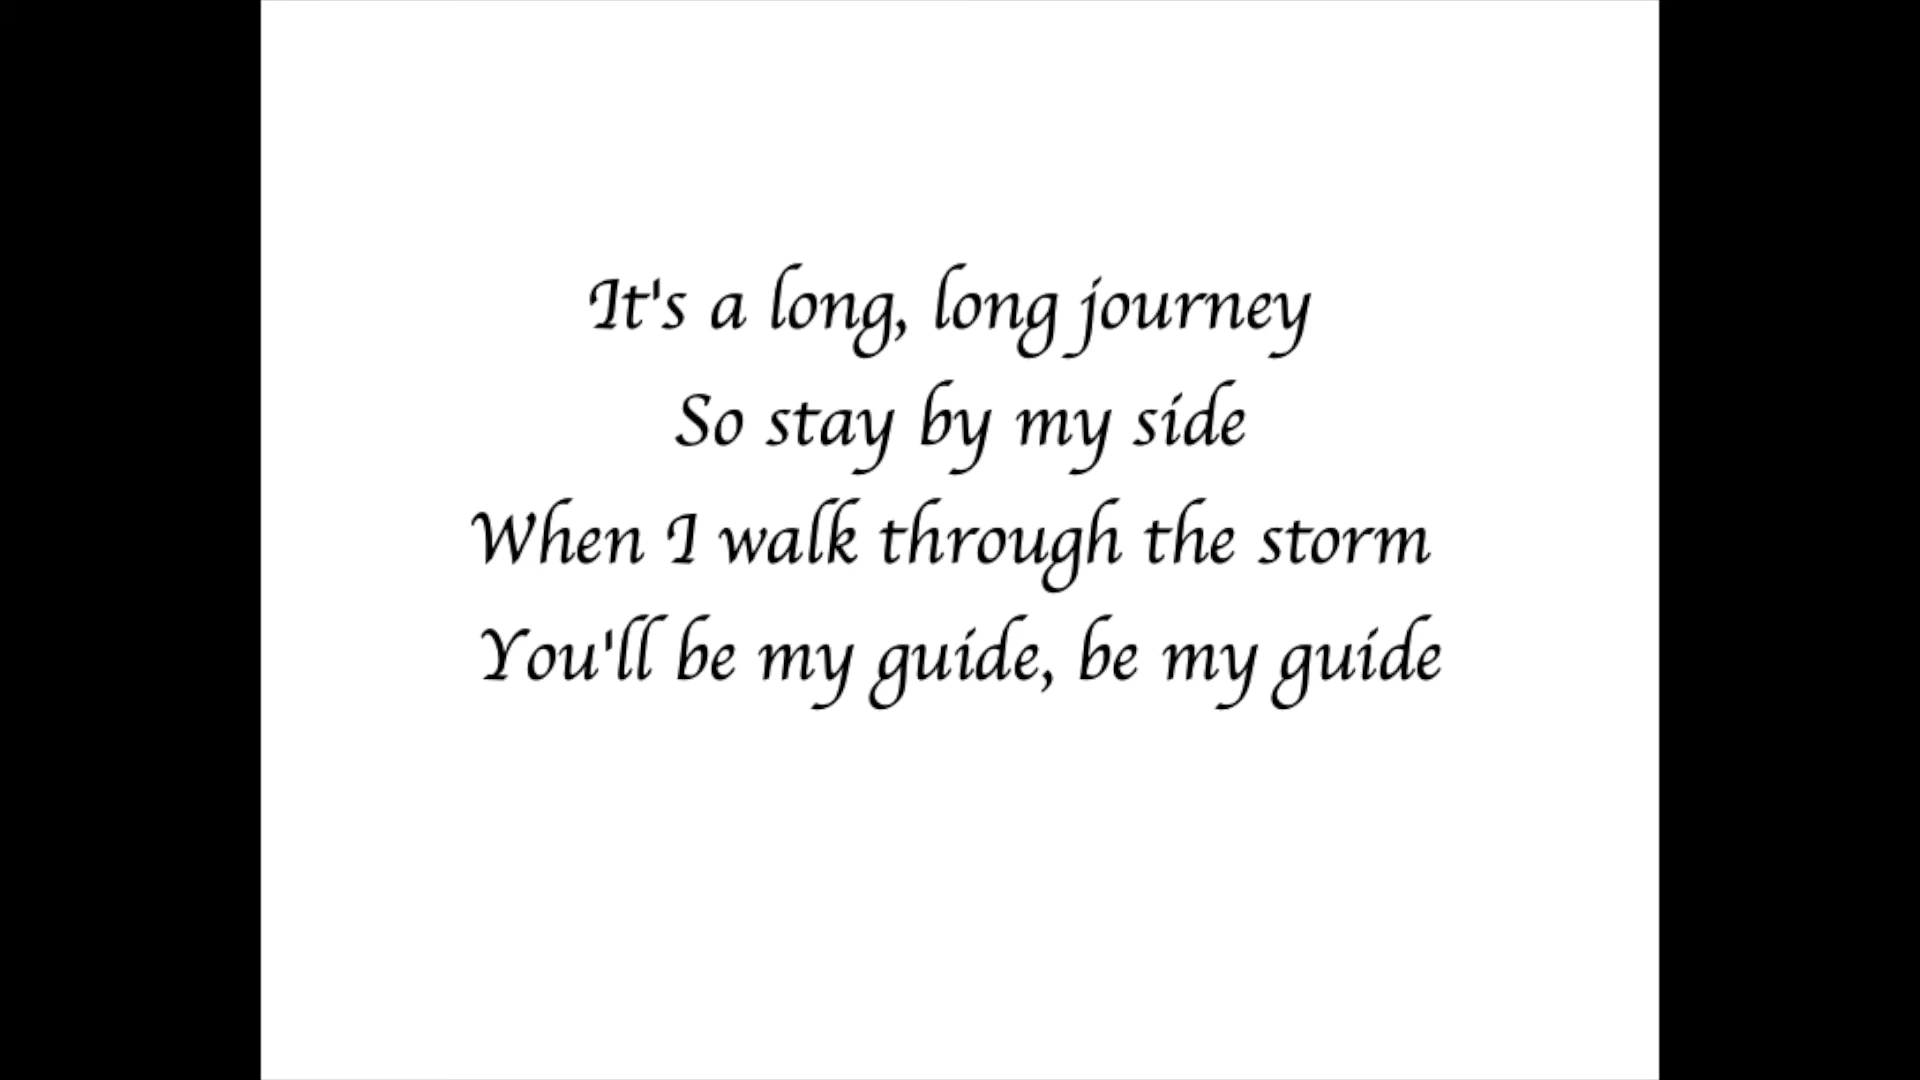 It's a long, long journey
So stay by my side
When I walk through the storm
You'll be my guide, be my guide